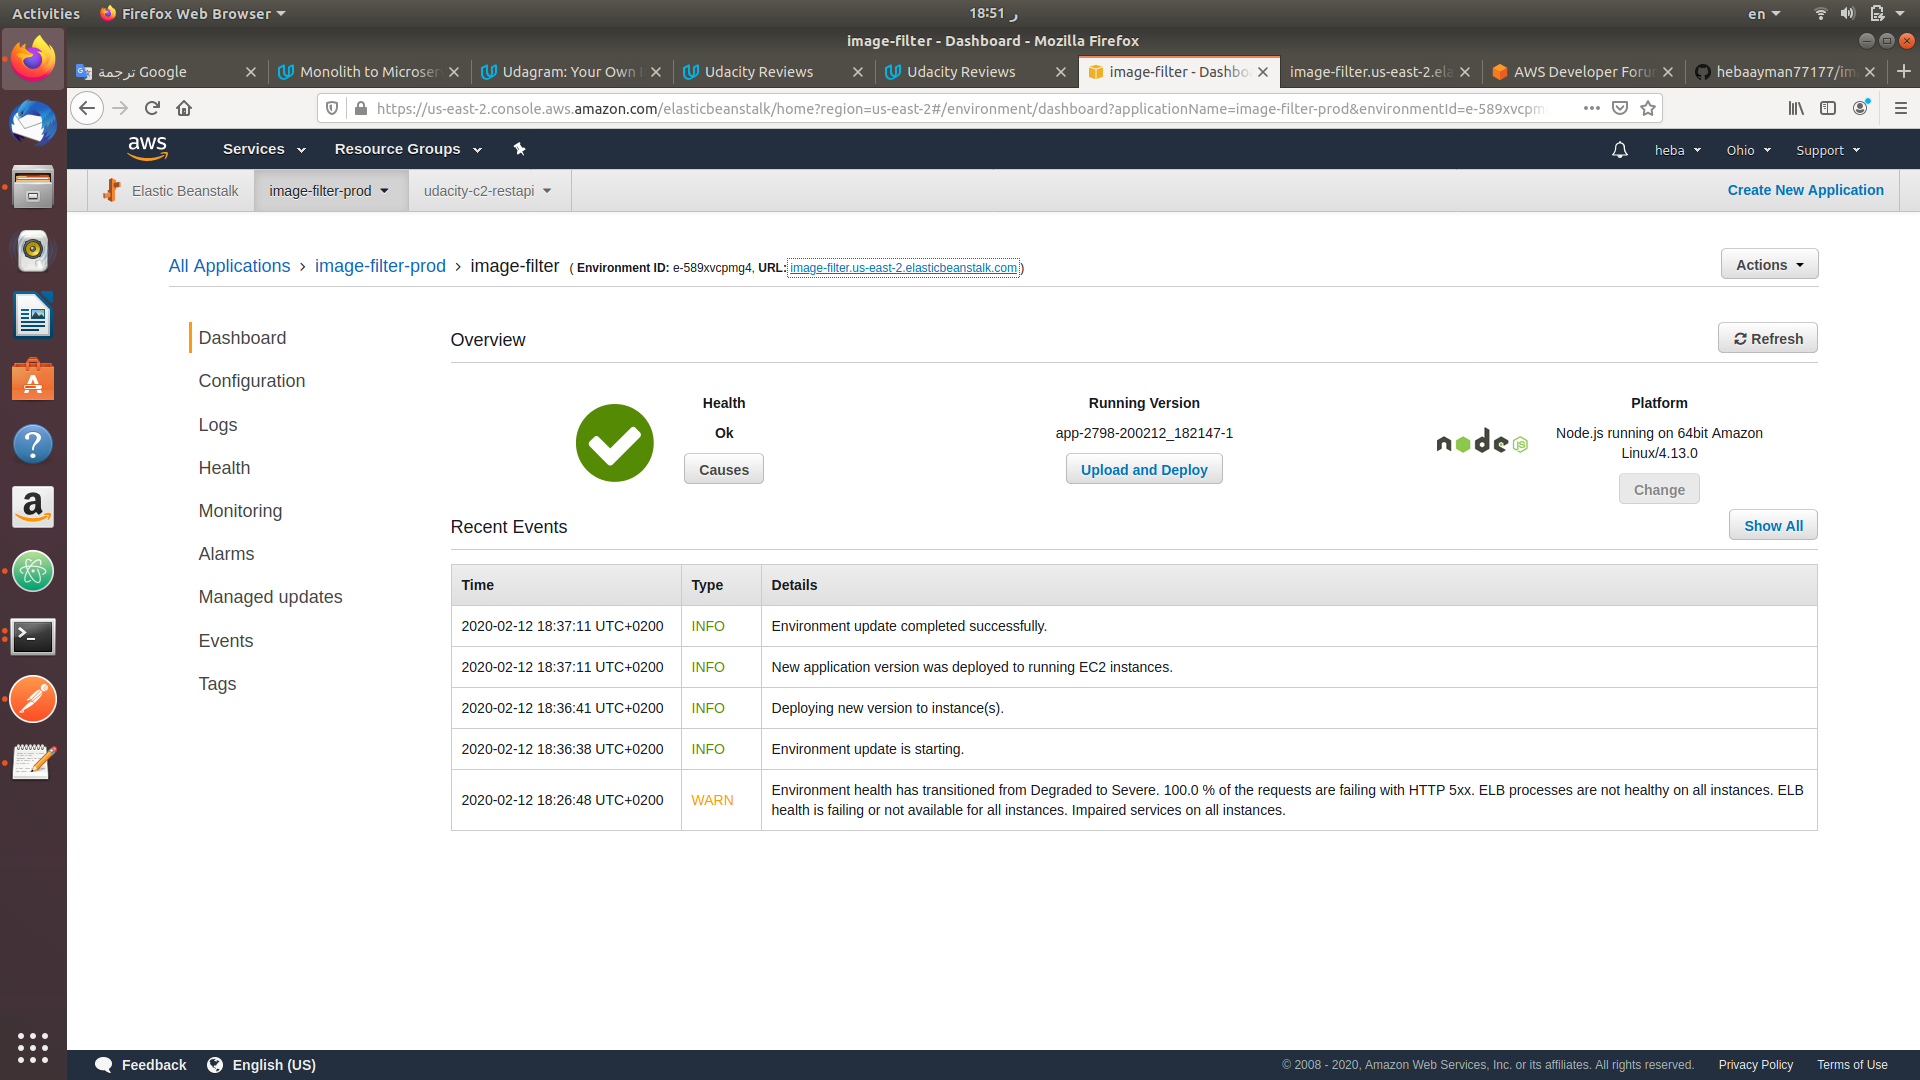 Activities Firefox Web Browser 18:51 ر en
image-filter - Dashboard - Mozilla Firefox
ترجمة Google Monolith to Microser Udagram: Your Own Udacity Reviews Udacity Reviews image-filter - Dashbo image-filter.us-east-2.ela AWS Developer Forum hebaayman77177/im
https://us-east-2.console.aws.amazon.com/elasticbeanstalk/home?region=us-east-2#/environment/dashboard?applicationName=image-filter-prod&environmentId=e-589xvcpm
aws Services Resource Groups heba Ohio Support
Elastic Beanstalk image-filter-prod udacity-c2-restapi Create New Application
All Applications › image-filter-prod › image-filter ( Environment ID: e-589xvcpmg4, URL: image-filter.us-east-2.elasticbeanstalk.com )
Actions
Dashboard
Configuration
Logs
Health
Monitoring
Alarms
Managed updates
Events
Tags
Overview
Refresh
Health
Ok
Causes
Running Version
app-2798-200212_182147-1
Upload and Deploy
node JS
Platform
Node.js running on 64bit Amazon
Linux/4.13.0
Change
Recent Events
Show All
Time Type Details
2020-02-12 18:37:11 UTC+0200 INFO Environment update completed successfully.
2020-02-12 18:37:11 UTC+0200 INFO New application version was deployed to running EC2 instances.
2020-02-12 18:36:41 UTC+0200 INFO Deploying new version to instance(s).
2020-02-12 18:36:38 UTC+0200 INFO Environment update is starting.
2020-02-12 18:26:48 UTC+0200 WARN Environment health has transitioned from Degraded to Severe. 100.0 % of the requests are failing with HTTP 5xx. ELB processes are not healthy on all instances. ELB
health is failing or not available for all instances. Impaired services on all instances.
Feedback English (US) © 2008 - 2020, Amazon Web Services, Inc. or its affiliates. All rights reserved. Privacy Policy Terms of Use